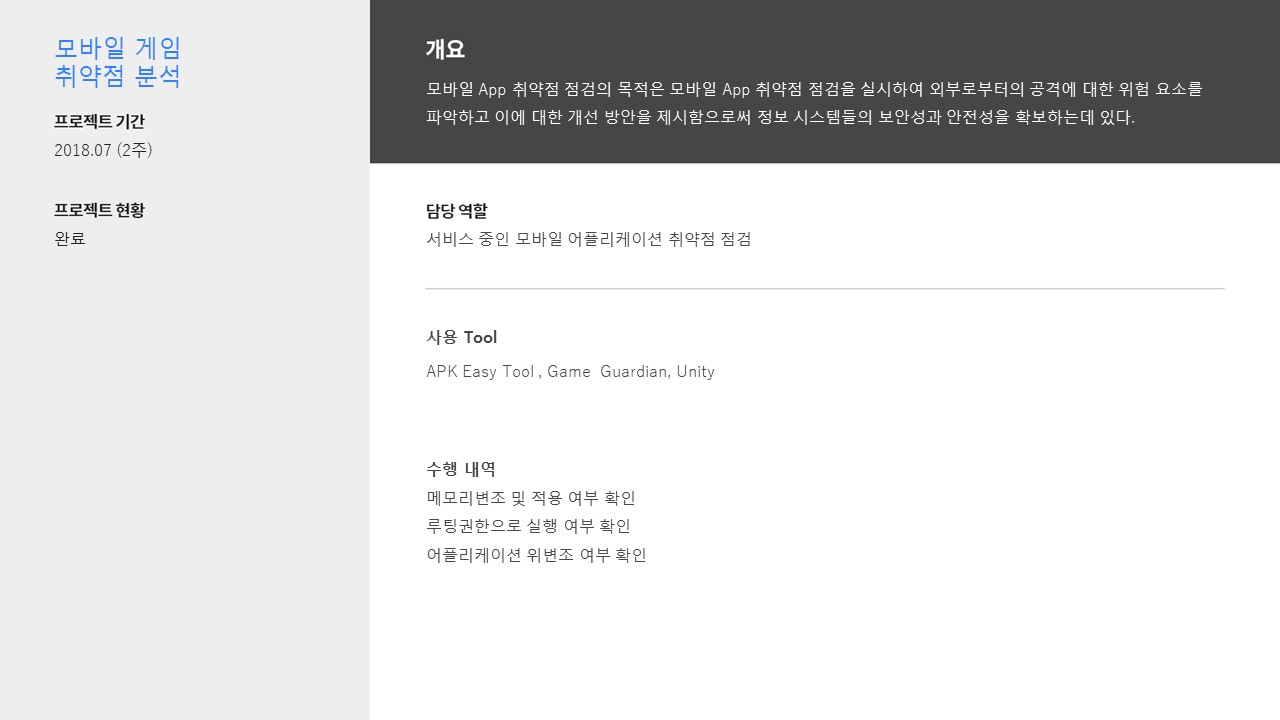 모바일 게임
취약점 분석
프로젝트 기간
2018.07 (2주)
프로젝트 현황
완료
개요
모바일 App 취약점 점검의 목적은 모바일 App 취약점 점검을 실시하여 외부로부터의 공격에 대한 위험 요소를
파악하고 이에 대한 개선 방안을 제시함으로써 정보 시스템들의 보안성과 안전성을 확보하는데 있다.
담당 역할
서비스 중인 모바일 어플리케이션 취약점 점검
사용 Tool
APK Easy Tool , Game  Guardian, Unity
수행 내역
메모리변조 및 적용 여부 확인
루팅권한으로 실행 여부 확인
어플리케이션 위변조 여부 확인